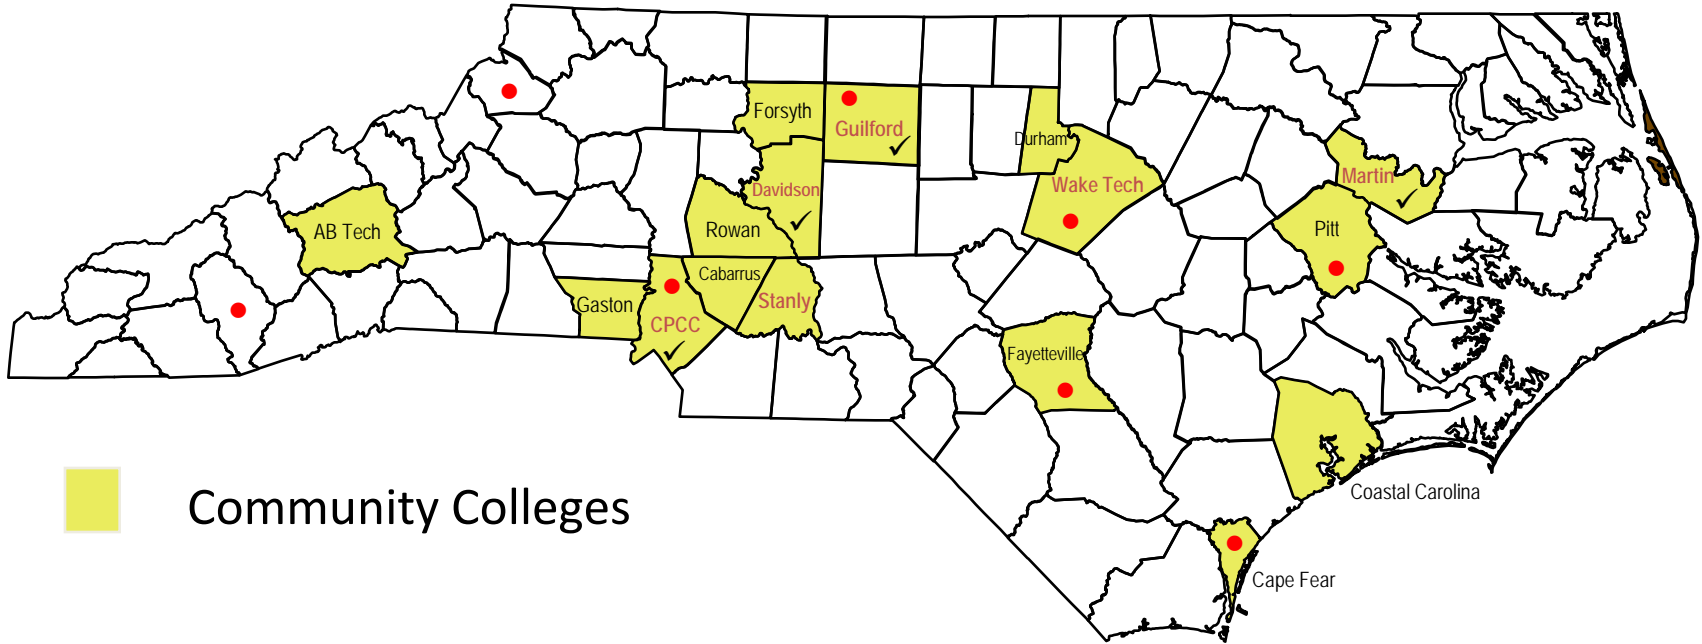 Forsyth
Guilford
Durham
Davidson
Wake Tech
Martin
AB Tech
Rowan
Pitt
Cabarrus
Gaston
Stanly
CPCC
Fayetteville
Community Colleges
Coastal Carolina
Cape Fear